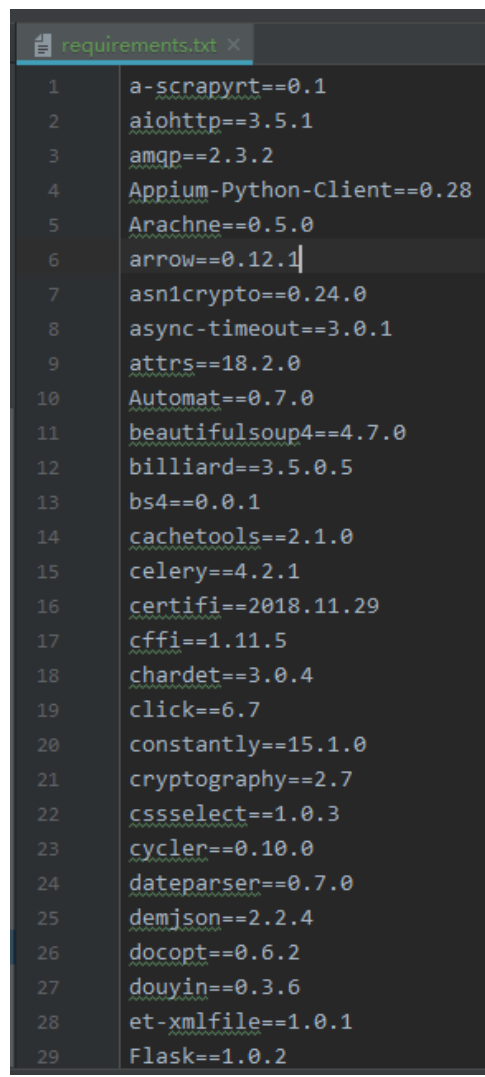 requirements.txt ×
1 a-scrapyrt==0.1
2 aiohttp==3.5.1
3 amqp==2.3.2
4 Appium-Python-Client==0.28
5 Arachne==0.5.0
6 arrow==0.12.1
7 asn1crypto==0.24.0
8 async-timeout==3.0.1
9 attrs==18.2.0
10 Automat==0.7.0
11 beautifulsoup4==4.7.0
12 billiard==3.5.0.5
13 bs4==0.0.1
14 cachetools==2.1.0
15 celery==4.2.1
16 certifi==2018.11.29
17 cffi==1.11.5
18 chardet==3.0.4
19 click==6.7
20 constantly==15.1.0
21 cryptography==2.7
22 cssselect==1.0.3
23 cycler==0.10.0
24 dateparser==0.7.0
25 demjson==2.2.4
26 docopt==0.6.2
27 douyin==0.3.6
28 et-xmlfile==1.0.1
29 Flask==1.0.2